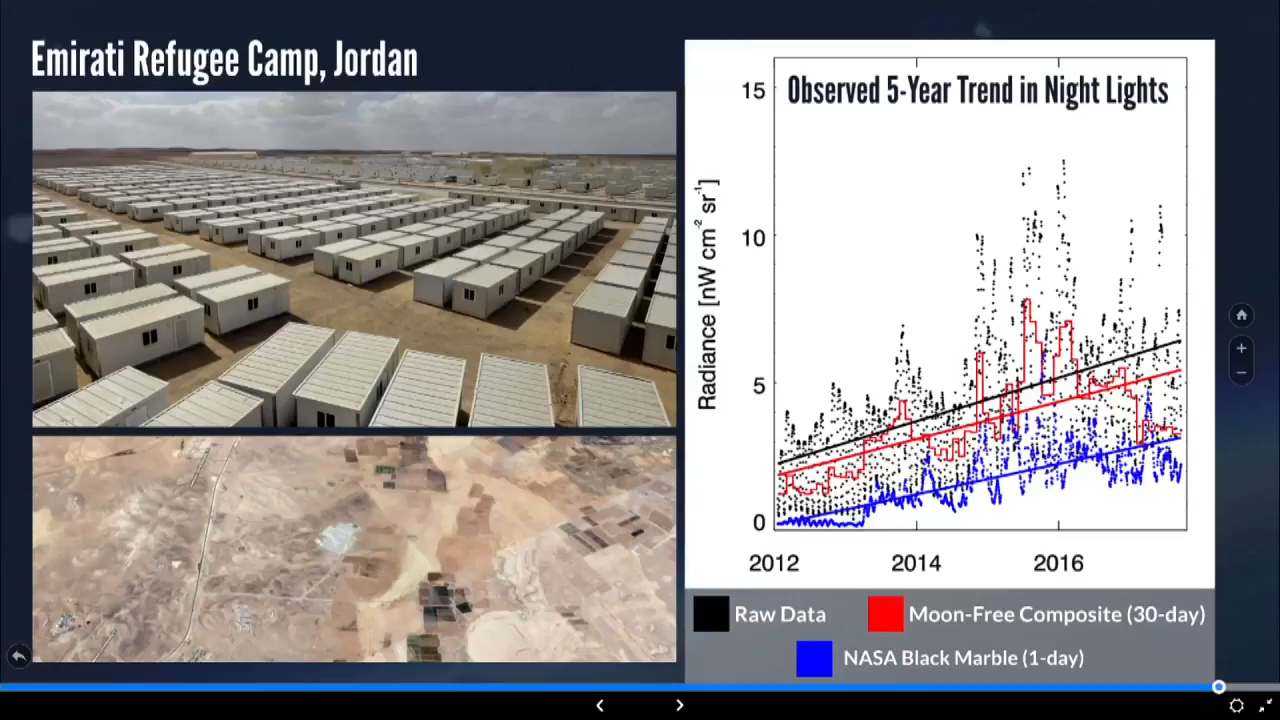 Emirati Refugee Camp, Jordan
Observed 5-Year Trend in Night Lights
15
10
5
0
Radiance [nW cm⁻² sr⁻¹]
2012 2014 2016
Raw Data
Moon-Free Composite (30-day)
NASA Black Marble (1-day)